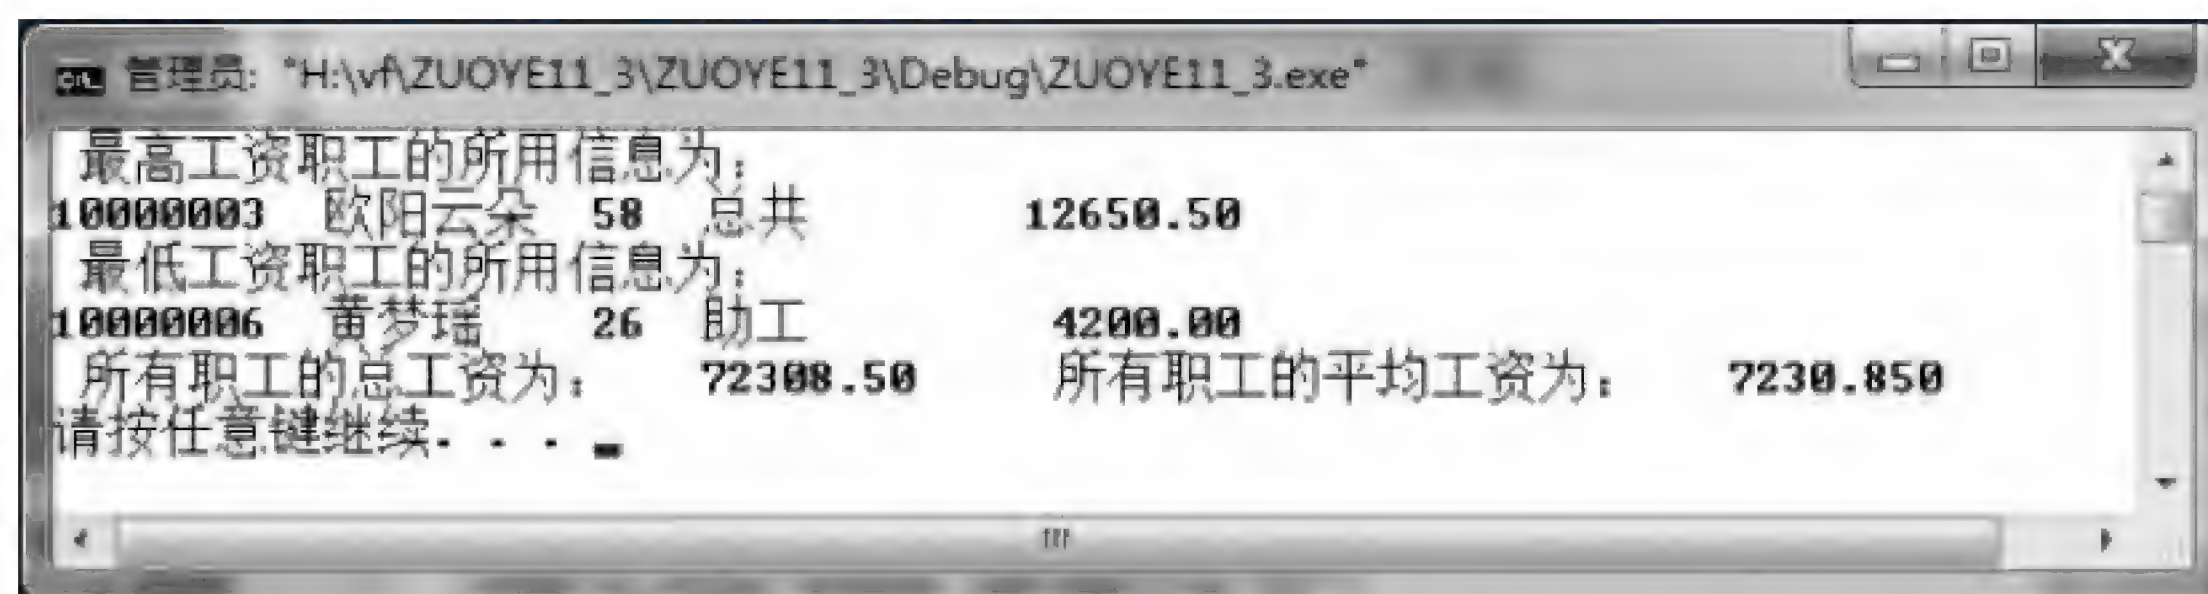 管理员: "H:\vf\ZUOYE11_3\ZUOYE11_3\Debug\ZUOYE11_3.exe"
最高工资职工的所用信息为:
10000003 欧阳云朵 58 总共 12650.50
最低工资职工的所用信息为:
10000006 黄梦瑶 26 助工 4200.00
所有职工的总工资为: 72308.50 所有职工的平均工资为: 7230.850
请按任意键继续. . .